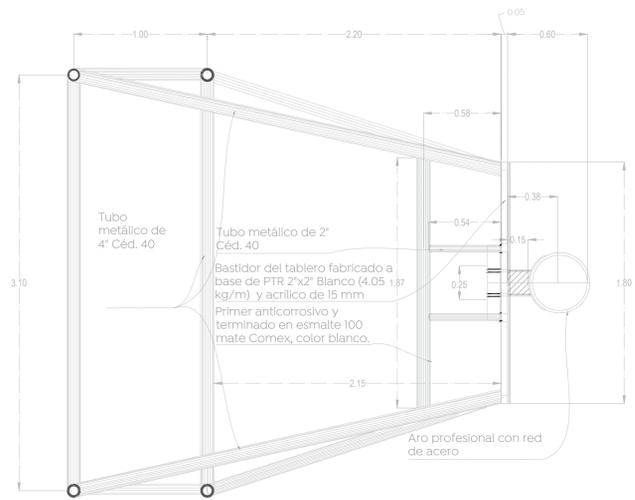 0.05
1.00
2.20
0.60
0.58
0.38
Tubo
metálico de
4" Céd. 40
Tubo metálico de 2"
Céd. 40
0.54
0.15
Bastidor del tablero fabricado a
base de PTR 2"x2" Blanco (4.05
kg/m) y acrílico de 15 mm
1.87
0.25
3.10
1.80
Primer anticorrosivo y
terminado en esmalte 100
mate Comex, color blanco.
2.15
Aro profesional con red
de acero